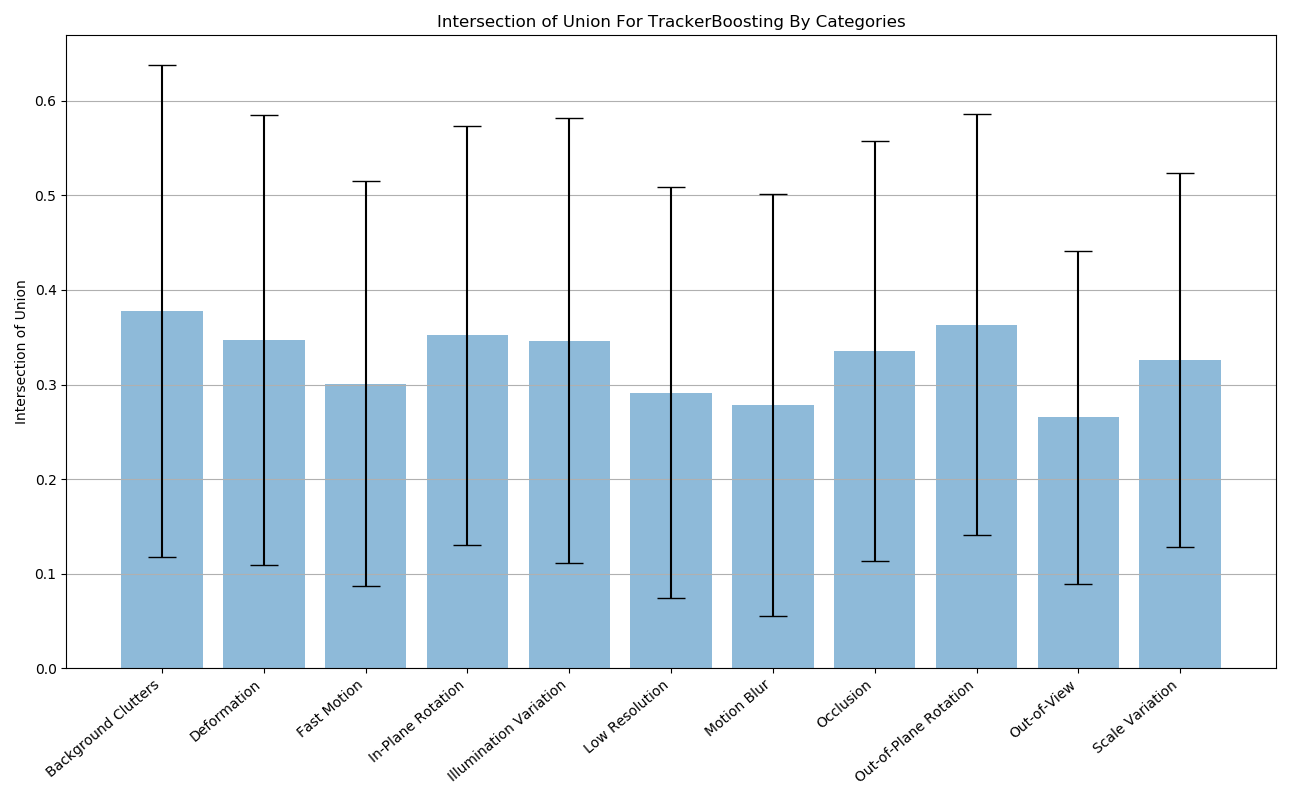 Intersection of Union For TrackerBoosting By Categories
Intersection of Union
0.6
0.5
0.4
0.3
0.2
0.1
0.0
Background Clutters
Deformation
Fast Motion
In-Plane Rotation
Illumination Variation
Low Resolution
Motion Blur
Occlusion
Out-of-Plane Rotation
Out-of-View
Scale Variation